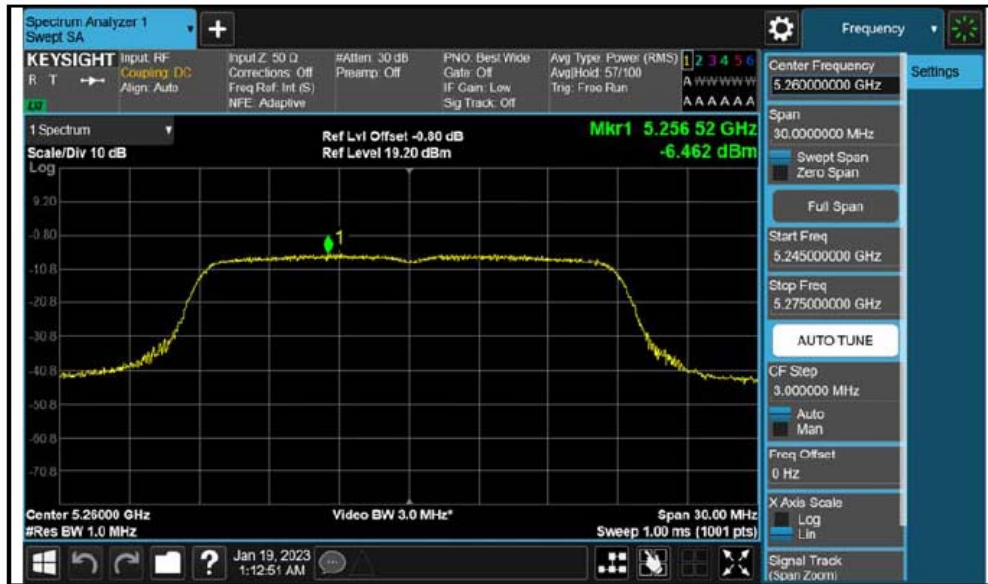 Spectrum Analyzer 1
Swept SA
+
Frequency
KEYSIGHT
R T
LXI
Input: RF
Coupling: DC
Align: Auto
Input Z: 50 Ω
Corrections: Off
Freq Ref: Int (S)
NFE: Adaptive
#Atten: 30 dB
Preamp: Off
PNO: Best Wide
Gate: Off
IF Gain: Low
Sig Track: Off
Avg Type: Power (RMS)
Avg|Hold: 57/100
Trig: Free Run
1 2 3 4 5 6
A W W W W W
A A A A A A
1 Spectrum
Scale/Div 10 dB
Log
Ref Lvl Offset -0.80 dB
Ref Level 19.20 dBm
Mkr1 5.256 52 GHz
-6.462 dBm
9.20
-0.80
-10.8
-20.8
-30.8
-40.8
-50.8
-60.8
-70.8
1
Center 5.26000 GHz
#Res BW 1.0 MHz
Video BW 3.0 MHz*
Span 30.00 MHz
Sweep 1.00 ms (1001 pts)
?
Jan 19, 2023
1:12:51 AM
Center Frequency
5.260000000 GHz
Span
30.0000000 MHz
Swept Span
Zero Span
Full Span
Start Freq
5.245000000 GHz
Stop Freq
5.275000000 GHz
AUTO TUNE
CF Step
3.000000 MHz
Auto
Man
Freq Offset
0 Hz
X Axis Scale
Log
Lin
Signal Track
(Span Zoom)
Settings